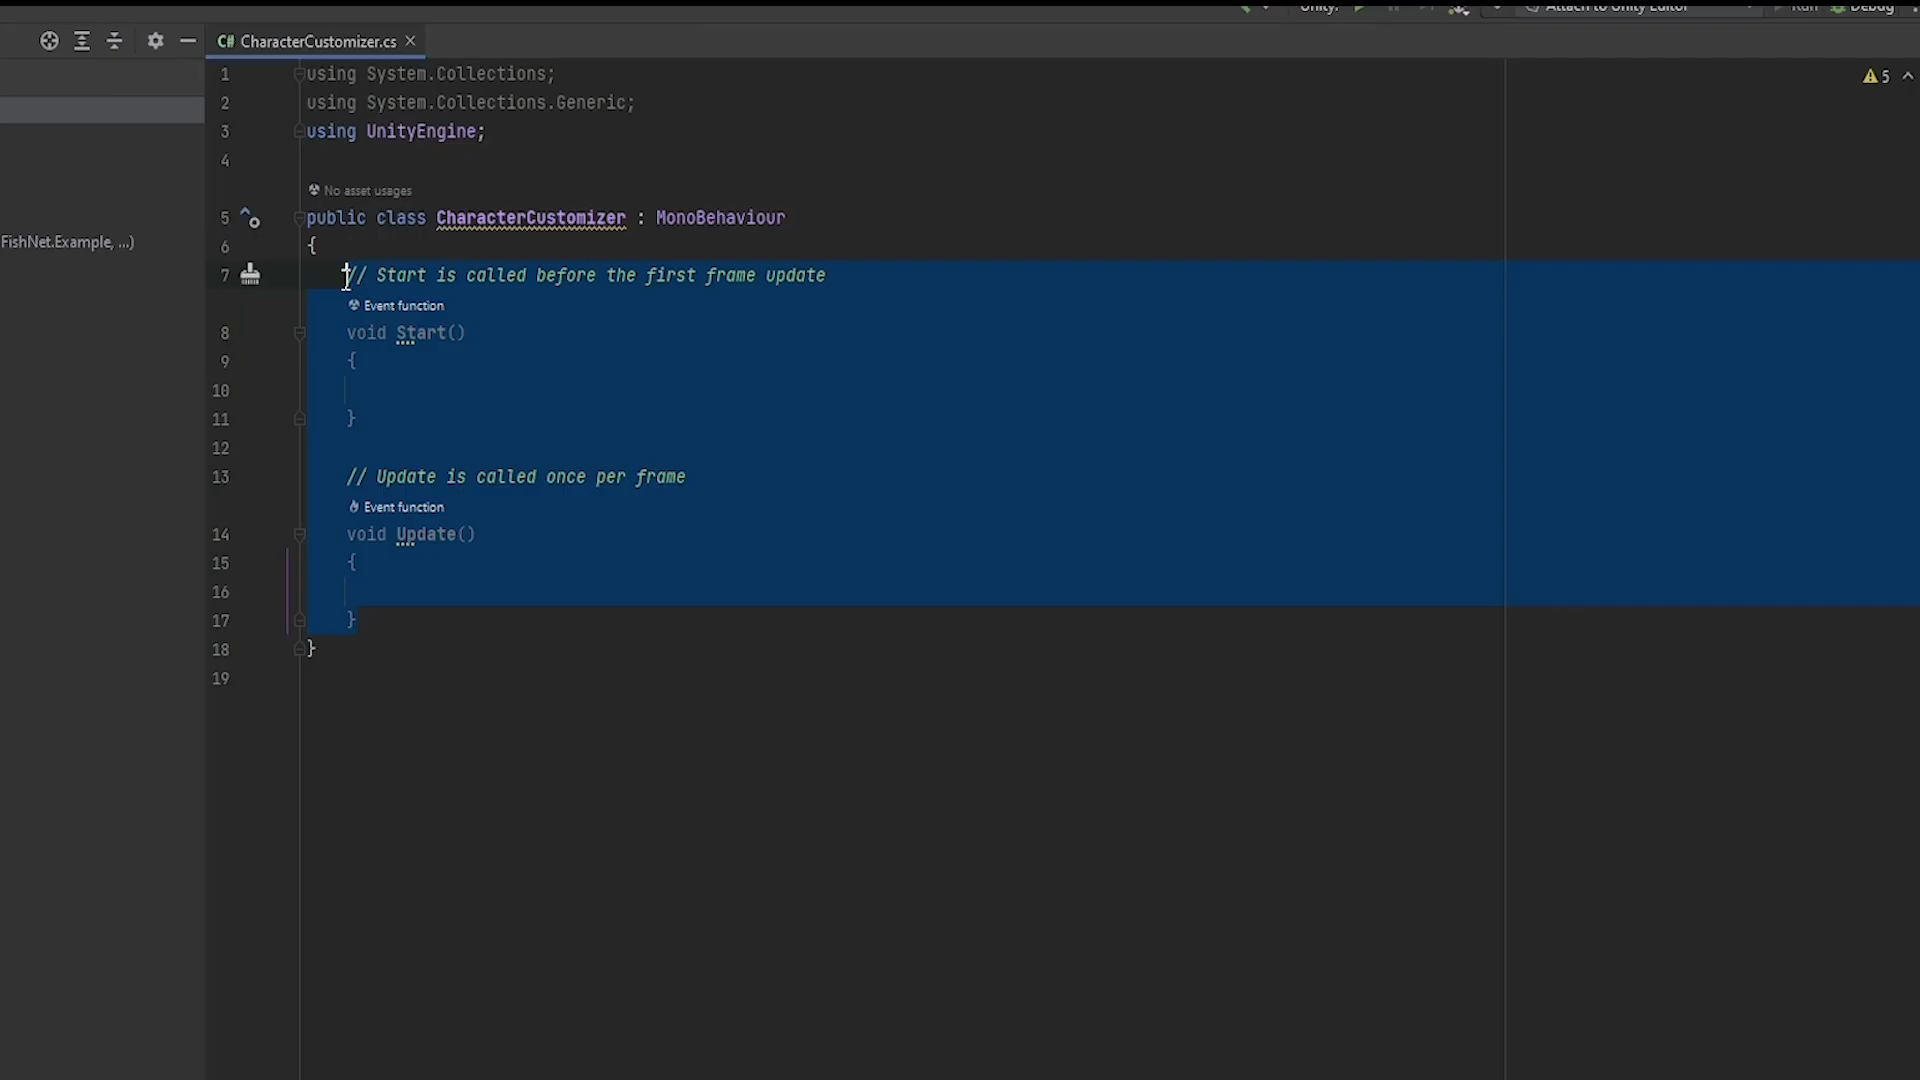 Unity: Attach to Unity Editor Run Debug
C# CharacterCustomizer.cs ×
5
FishNet.Example, ...)
1 using System.Collections;
2 using System.Collections.Generic;
3 using UnityEngine;
4
No asset usages
5 public class CharacterCustomizer : MonoBehaviour
6 {
7 // Start is called before the first frame update
Event function
8 void Start()
9 {
10
11 }
12
13 // Update is called once per frame
Event function
14 void Update()
15 {
16
17 }
18 }
19